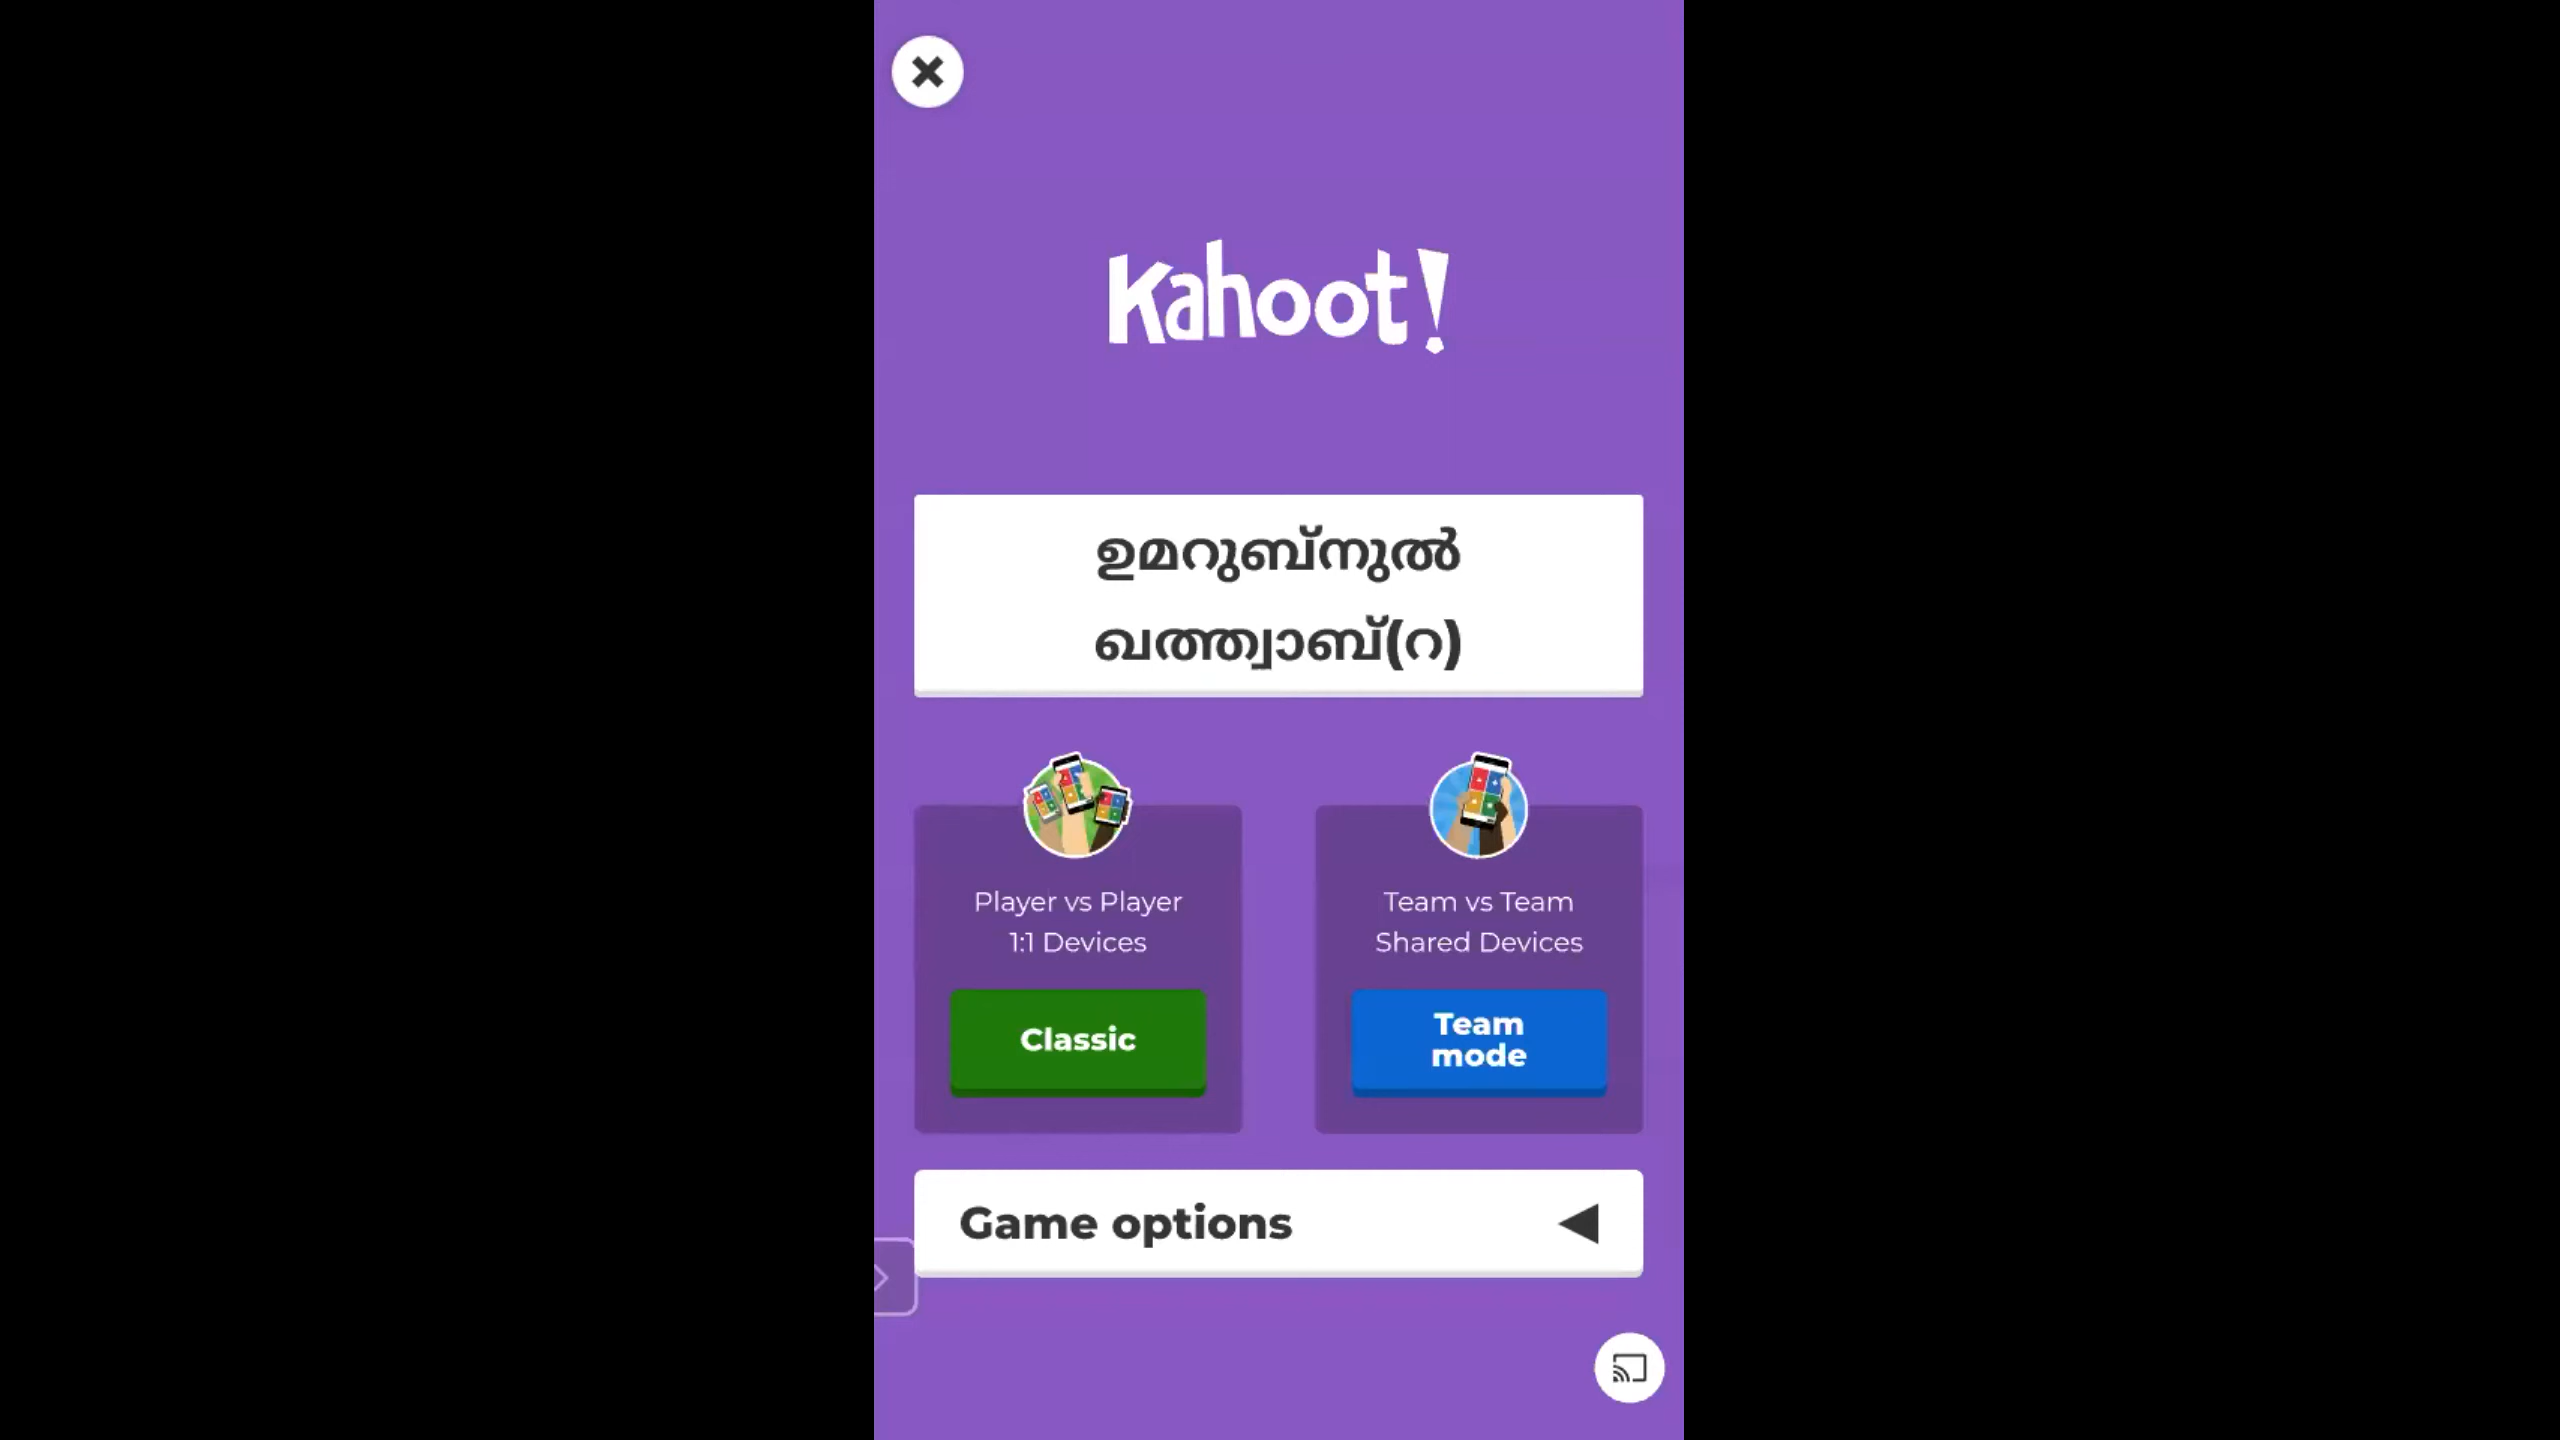 Kahoot!
ഉമറുബ്നുൽ
ഖത്ത്വാബ്(റ)
Player vs Player
1:1 Devices
Classic
Team vs Team
Shared Devices
Team
mode
Game options